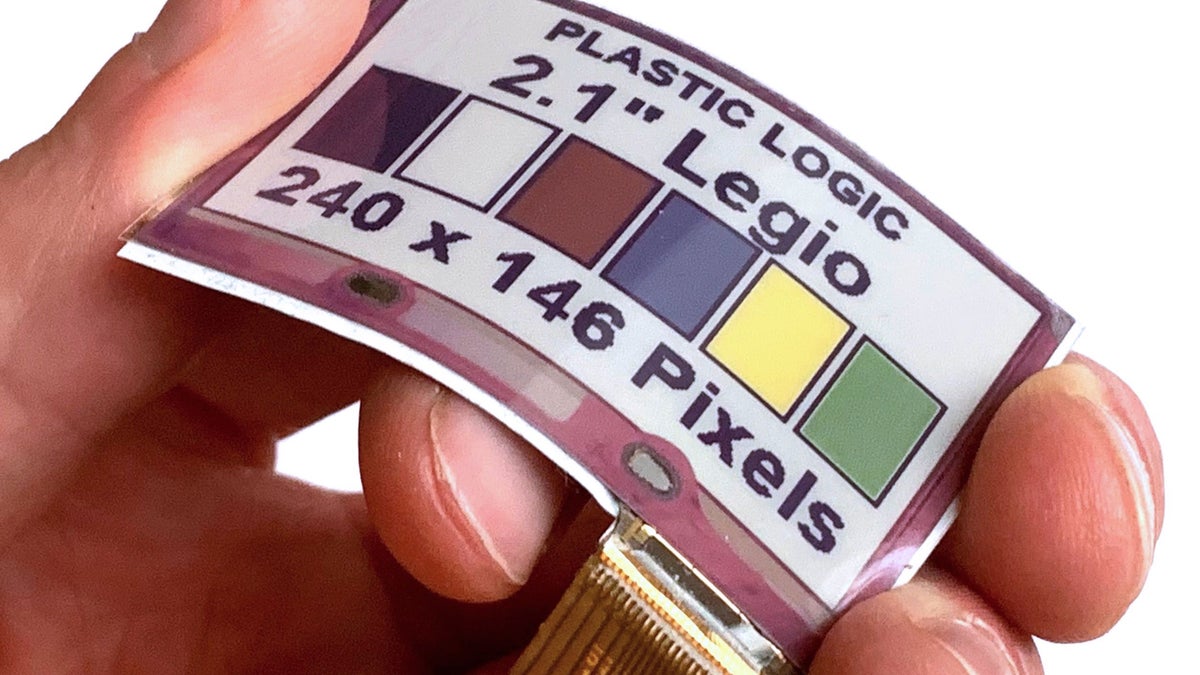 PLASTIC LOGIC
2.1" Legio
240 x 146 Pixels